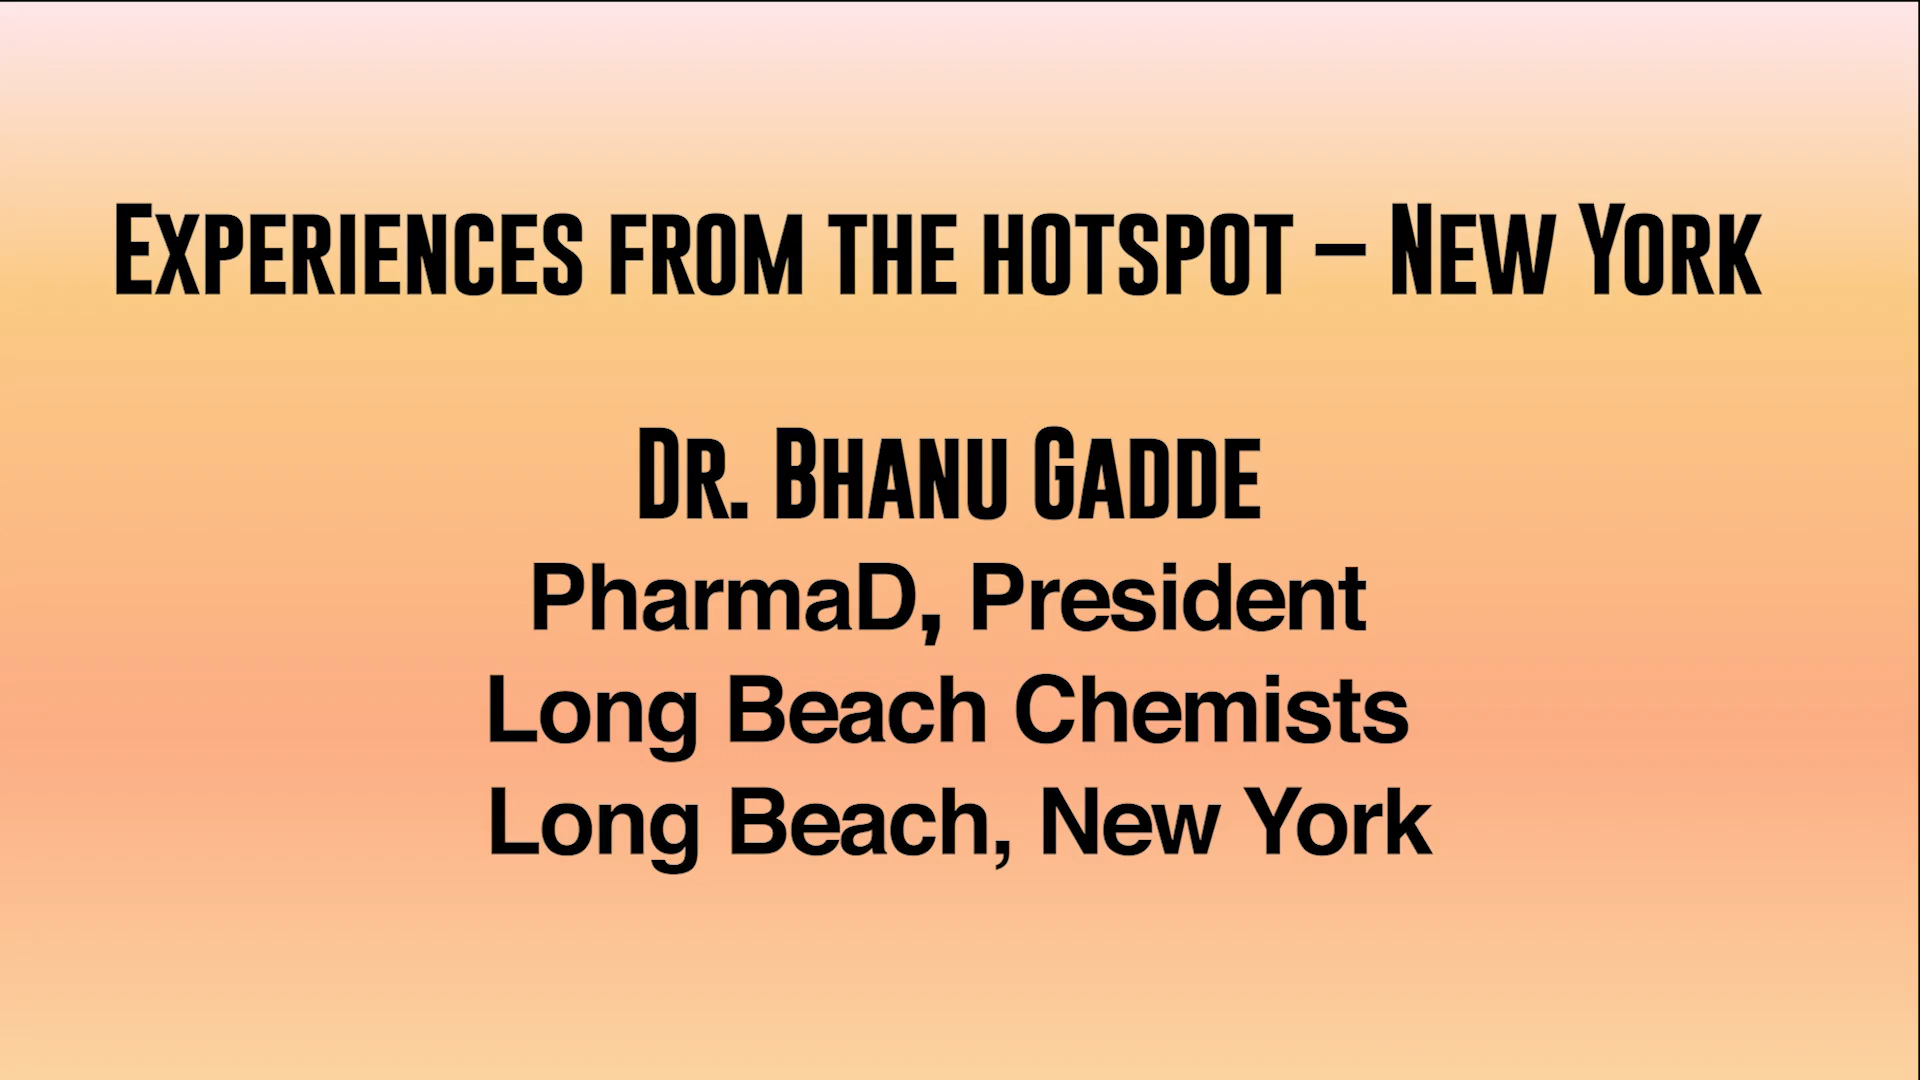 Experiences from the hotspot – New York
Dr. Bhanu Gadde
PharmaD, President
Long Beach Chemists
Long Beach, New York